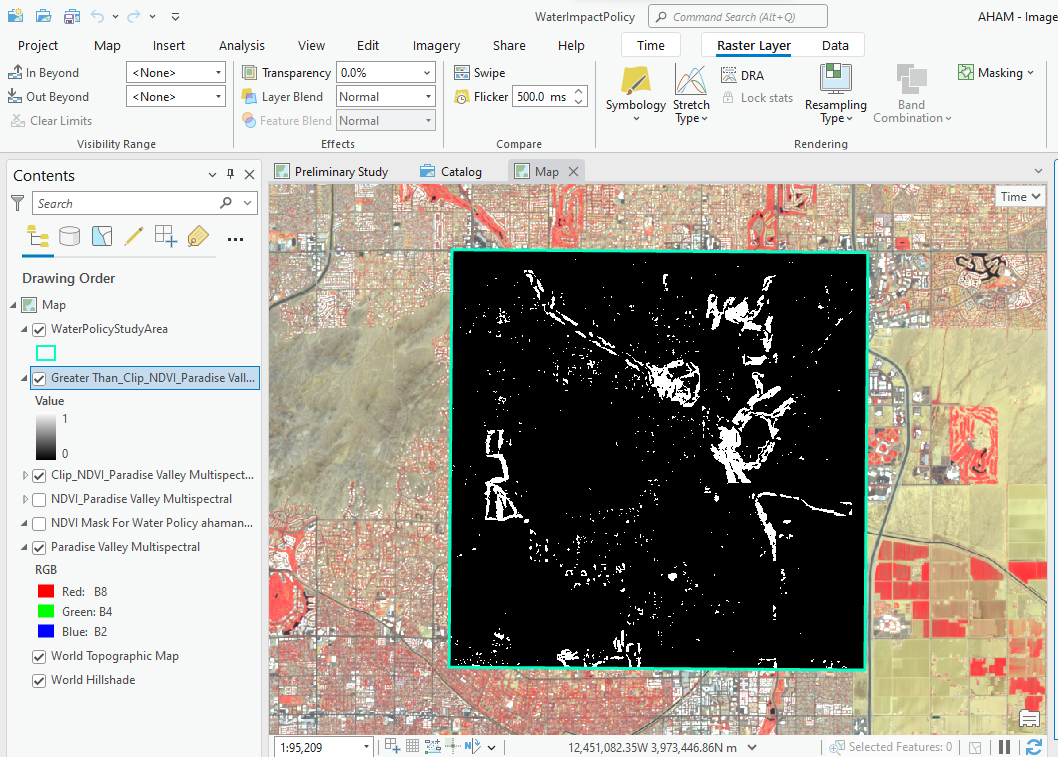 WaterImpactPolicy
Command Search (Alt+Q)
AHAM - Image
Project Map Insert Analysis View Edit Imagery Share Help Time Raster Layer Data
In Beyond <None>
Out Beyond <None>
Clear Limits
Visibility Range
Transparency 0.0%
Layer Blend Normal
Feature Blend Normal
Effects
Swipe
Flicker 500.0 ms
Compare
Symbology
Stretch Type
DRA
Lock stats
Resampling Type
Band Combination
Masking
Rendering
Contents
Search
Drawing Order
Map
WaterPolicyStudyArea
Greater Than_Clip_NDVI_Paradise Vall...
Value
1
0
Clip_NDVI_Paradise Valley Multispect...
NDVI_Paradise Valley Multispectral
NDVI Mask For Water Policy ahaman...
Paradise Valley Multispectral
RGB
Red: B8
Green: B4
Blue: B2
World Topographic Map
World Hillshade
Preliminary Study Catalog Map
Time
1:95,209
12,451,082.35W 3,973,446.86N m
Selected Features: 0